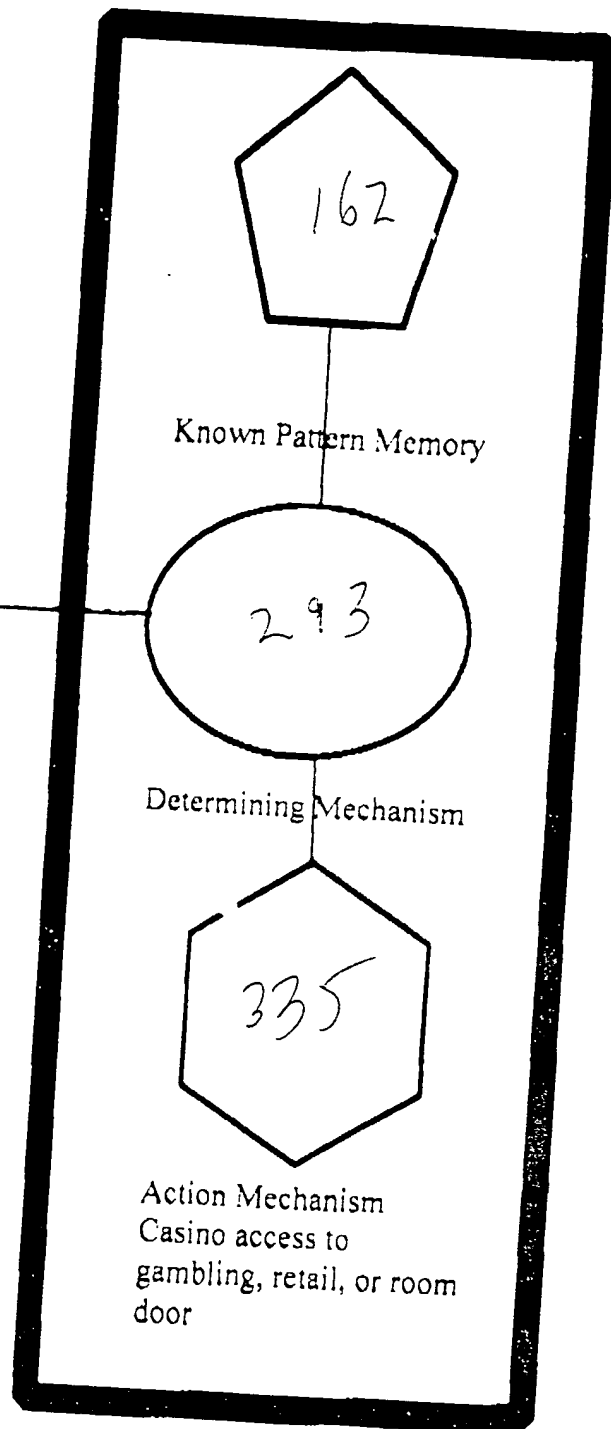 162
Known Pattern Memory
293
Determining Mechanism
335
Action Mechanism
Casino access to
gambling, retail, or room
door